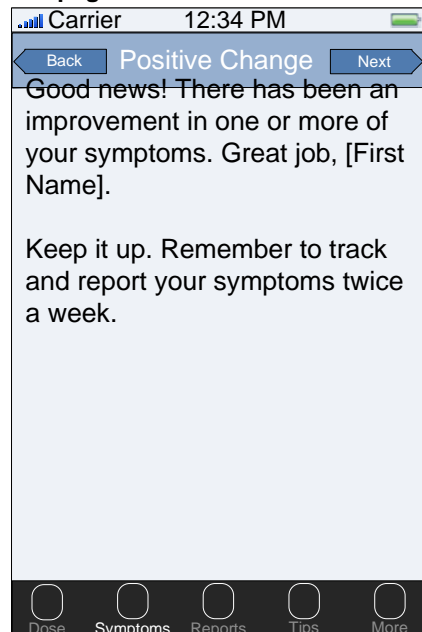 Carrier 12:34 PM
Back Positive Change Next
Good news! There has been an
improvement in one or more of
your symptoms. Great job, [First
Name].
Keep it up. Remember to track
and report your symptoms twice
a week.
Dose Symptoms Reports Tips More